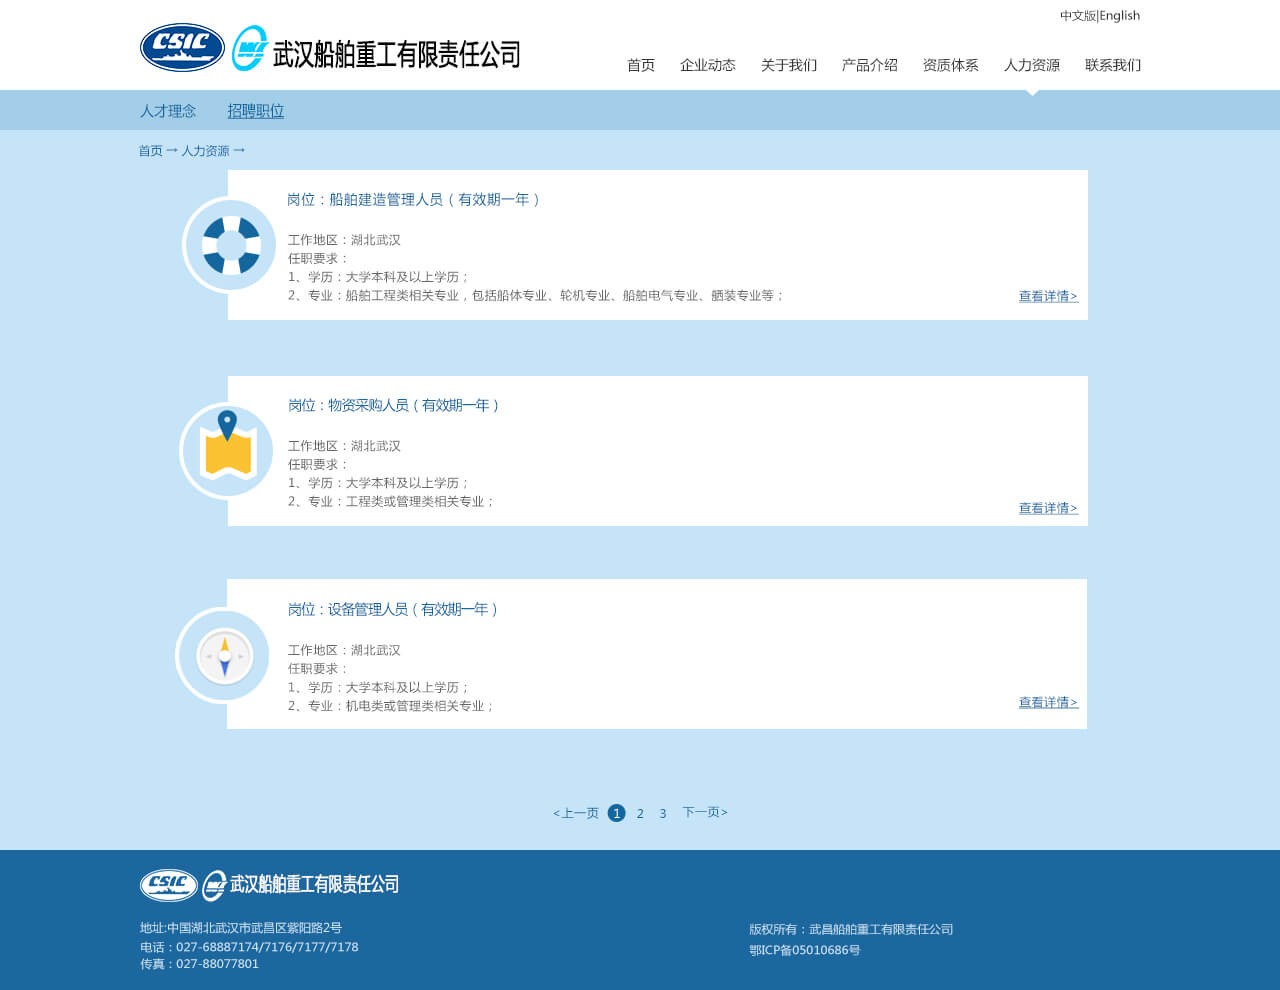 中文版|English
CSIC 武汉船舶重工有限责任公司
首页 企业动态 关于我们 产品介绍 资质体系 人力资源 联系我们
人才理念 招聘职位
首页 → 人力资源 →
岗位：船舶建造管理人员（有效期一年）
工作地区：湖北武汉
任职要求：
1、学历：大学本科及以上学历；
2、专业：船舶工程类相关专业，包括船体专业、轮机专业、船舶电气专业、舾装专业等；
查看详情>
岗位：物资采购人员（有效期一年）
工作地区：湖北武汉
任职要求：
1、学历：大学本科及以上学历；
2、专业：工程类或管理类相关专业；
查看详情>
岗位：设备管理人员（有效期一年）
工作地区：湖北武汉
任职要求：
1、学历：大学本科及以上学历；
2、专业：机电类或管理类相关专业；
查看详情>
<上一页 1 2 3 下一页>
CSIC 武汉船舶重工有限责任公司
地址:中国湖北武汉市武昌区紫阳路2号
电话：027-68887174/7176/7177/7178
传真：027-88077801
版权所有：武昌船舶重工有限责任公司
鄂ICP备05010686号